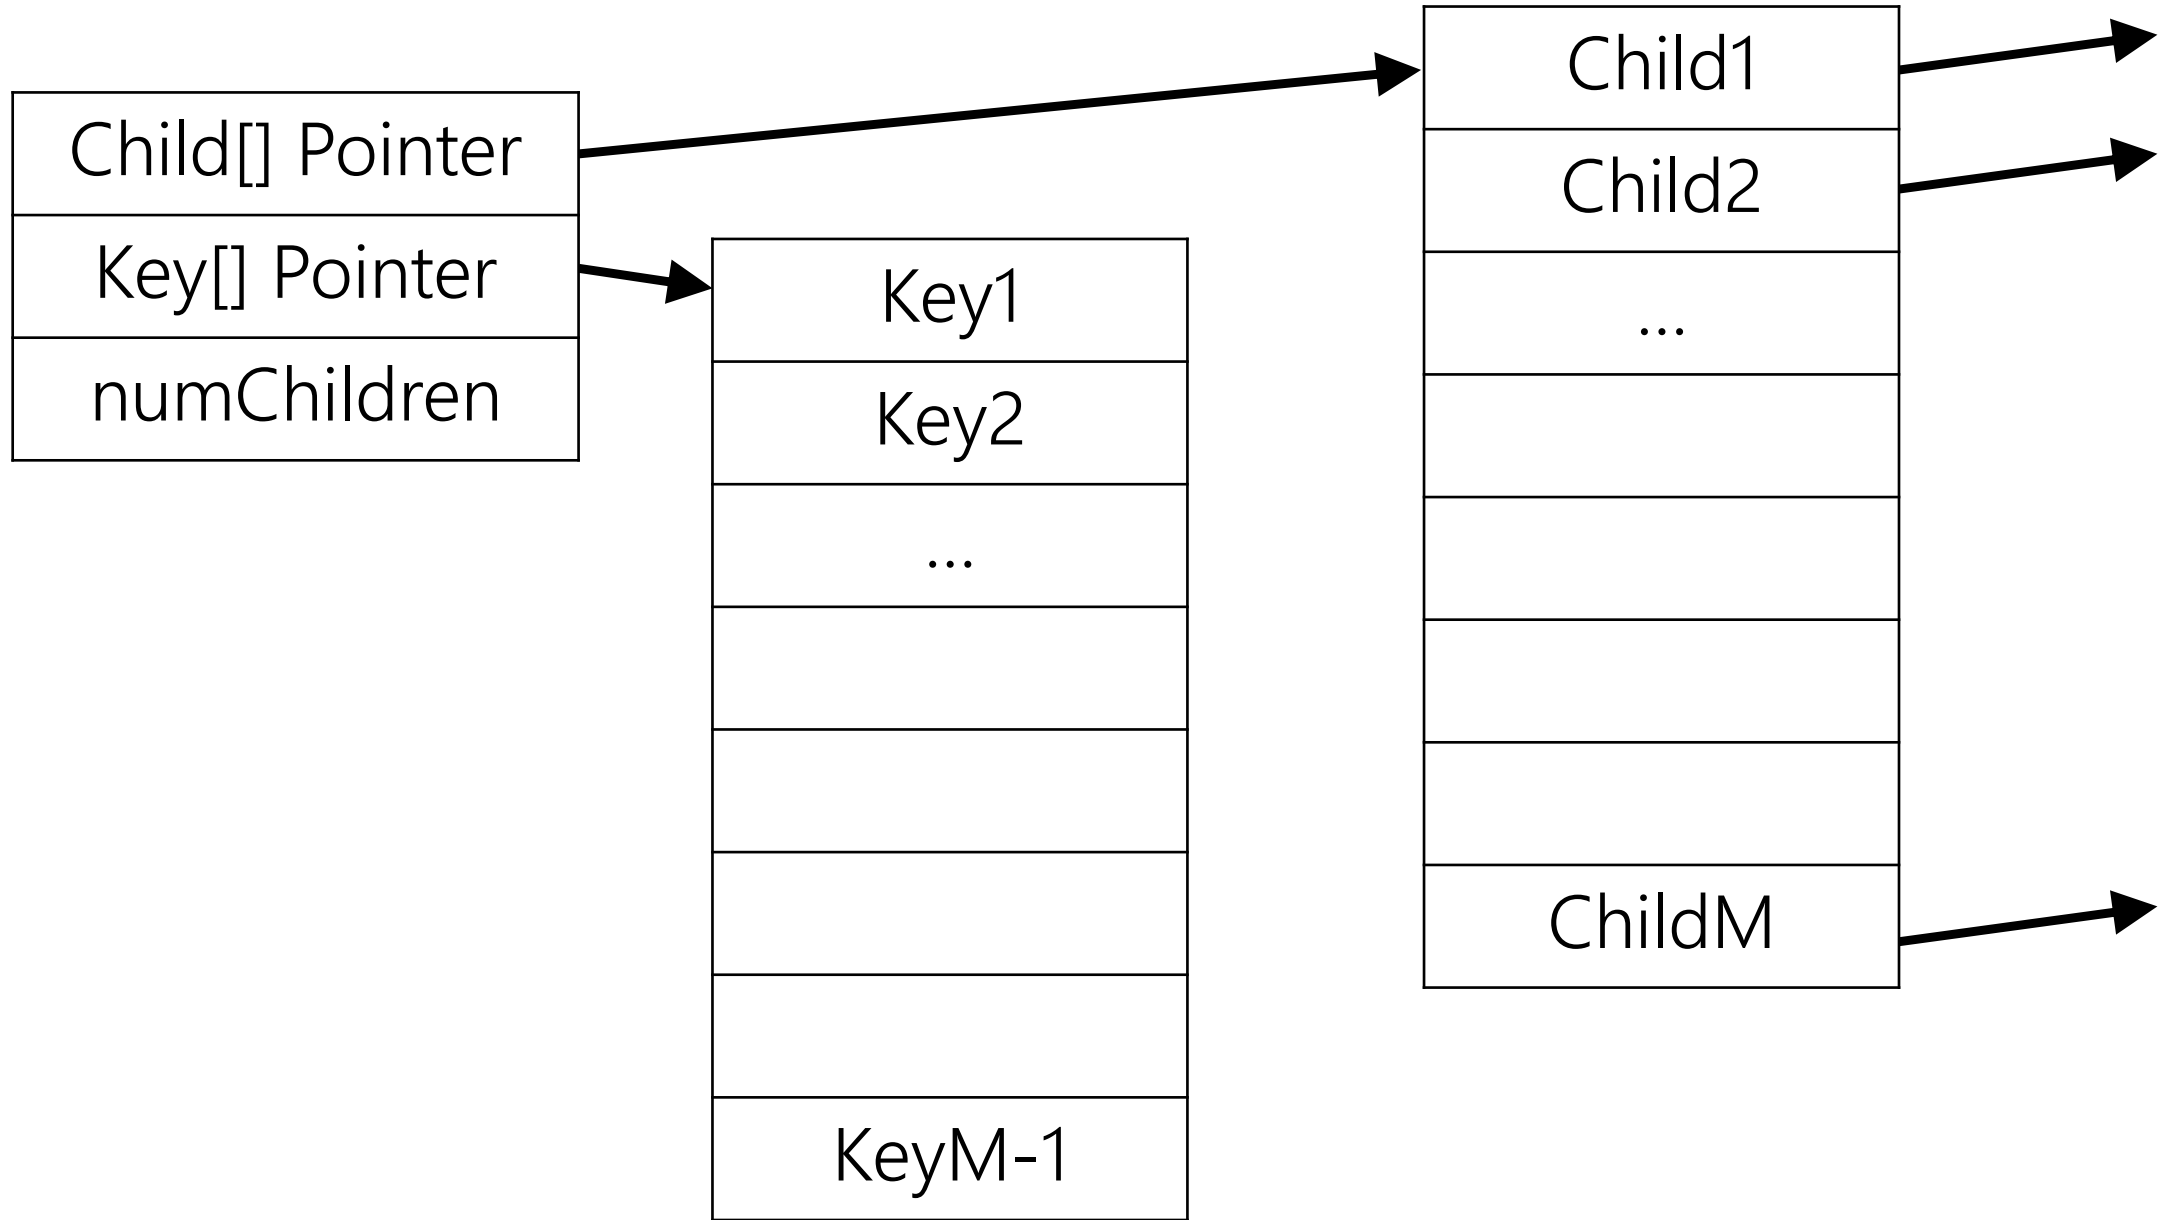 Child[] Pointer
Key[] Pointer
numChildren
Key1
Key2
...
KeyM-1
Child1
Child2
...
ChildM